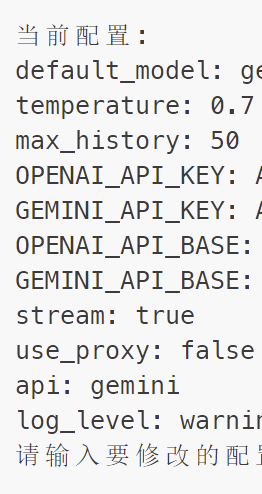 当前配置:
default_model: ge
temperature: 0.7
max_history: 50
OPENAI_API_KEY: A
GEMINI_API_KEY: A
OPENAI_API_BASE:
GEMINI_API_BASE:
stream: true
use_proxy: false
api: gemini
log_level: warnin
请输入要修改的配置